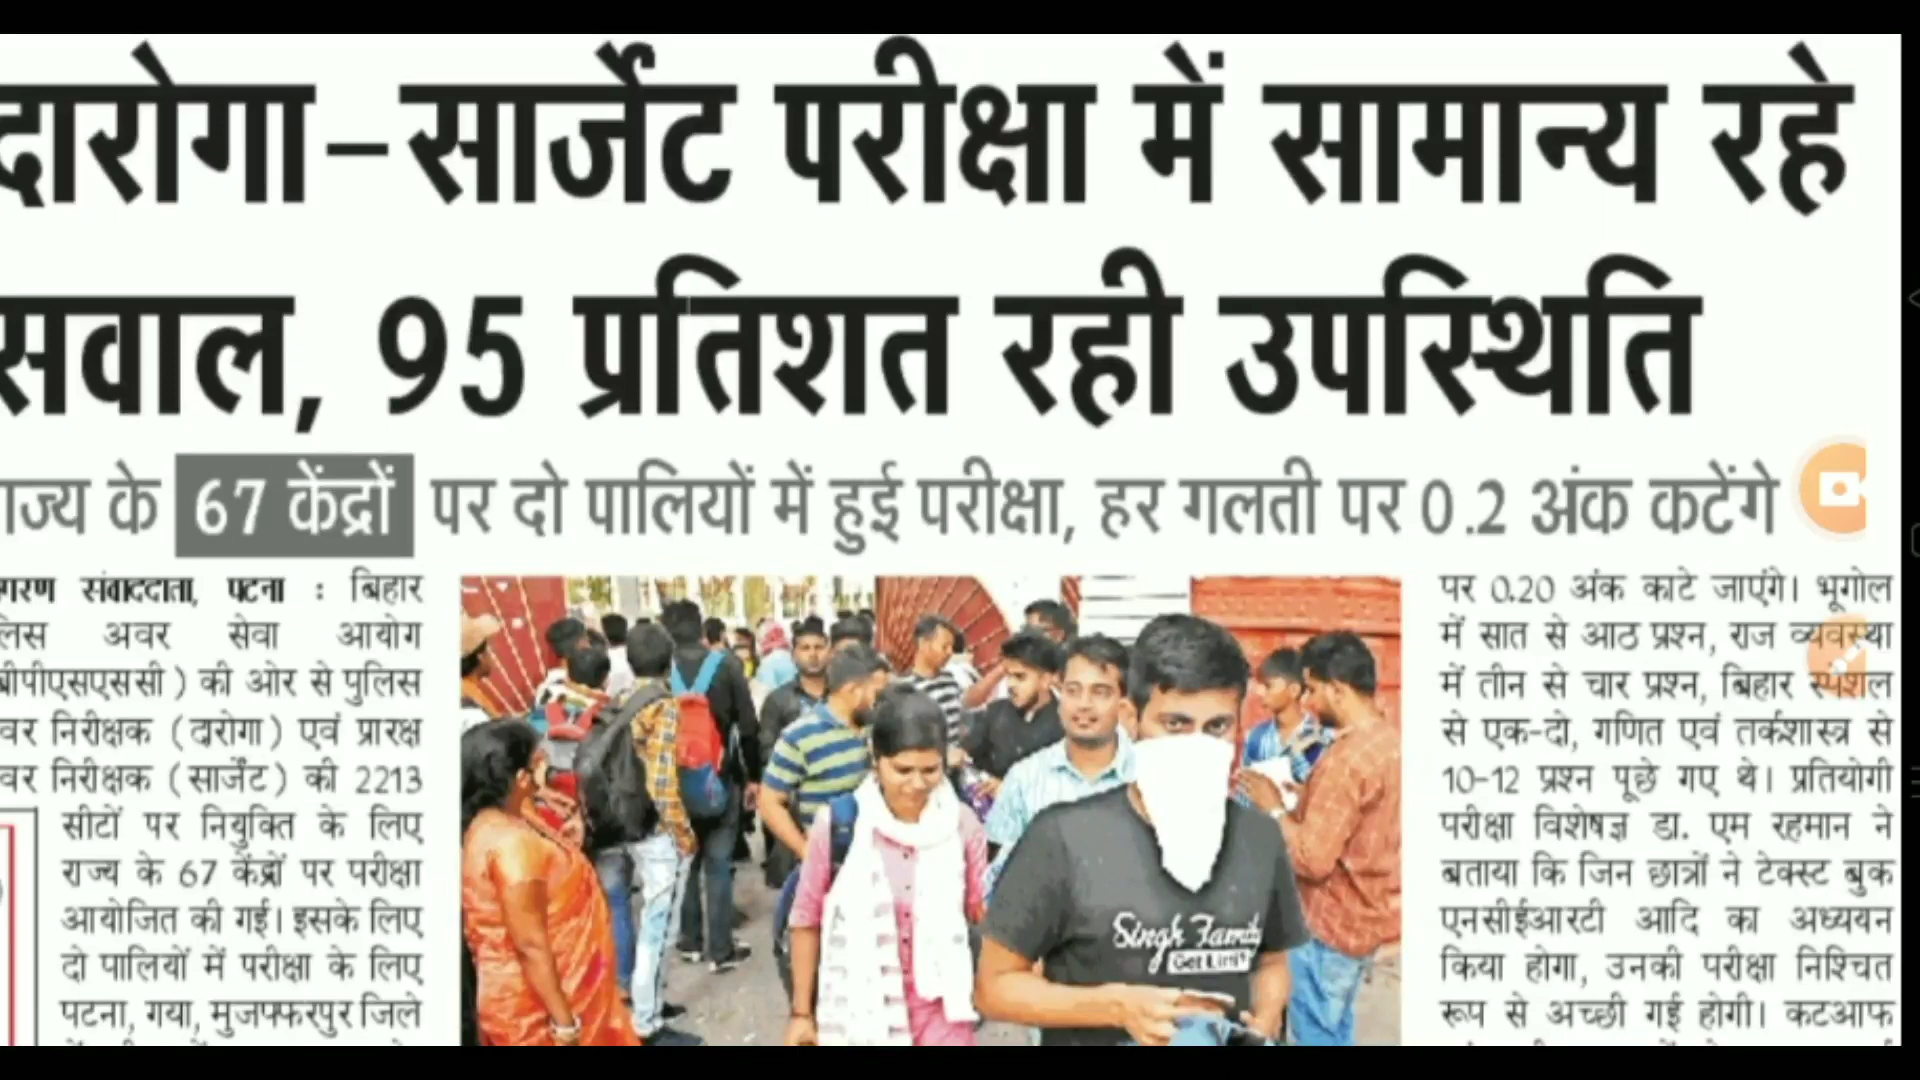 दारोगा-सार्जेंट परीक्षा में सामान्य रहे
सवाल, 95 प्रतिशत रही उपस्थिति
के 67 केंद्रों पर दो पालियों में हुई परीक्षा, हर गलती पर 0.2 अंक कटेंगे
संवाददाता, पटना : बिहार
अवर सेवा आयोग
की ओर से पुलिस
निरीक्षक (दारोगा) एवं प्रारक्ष
निरीक्षक (सार्जेंट) की 2213
सीटों पर नियुक्ति के लिए
राज्य के 67 केंद्रों पर परीक्षा
आयोजित की गई। इसके लिए
दो पालियों में परीक्षा के लिए
पटना, गया, मुजफ्फरपुर जिले
Singh Family
पर 0.20 अंक काटे जाएंगे। भूगोल
में सात से आठ प्रश्न, राज व्यवस्था
में तीन से चार प्रश्न, बिहार स्पेशल
से एक-दो, गणित एवं तर्कशास्त्र से
10-12 प्रश्न पूछे गए थे। प्रतियोगी
परीक्षा विशेषज्ञ डा. एम रहमान ने
बताया कि जिन छात्रों ने टेक्स्ट बुक
एनसीईआरटी आदि का अध्ययन
किया होगा, उनकी परीक्षा निश्चित
रूप से अच्छी गई होगी। कटआफ